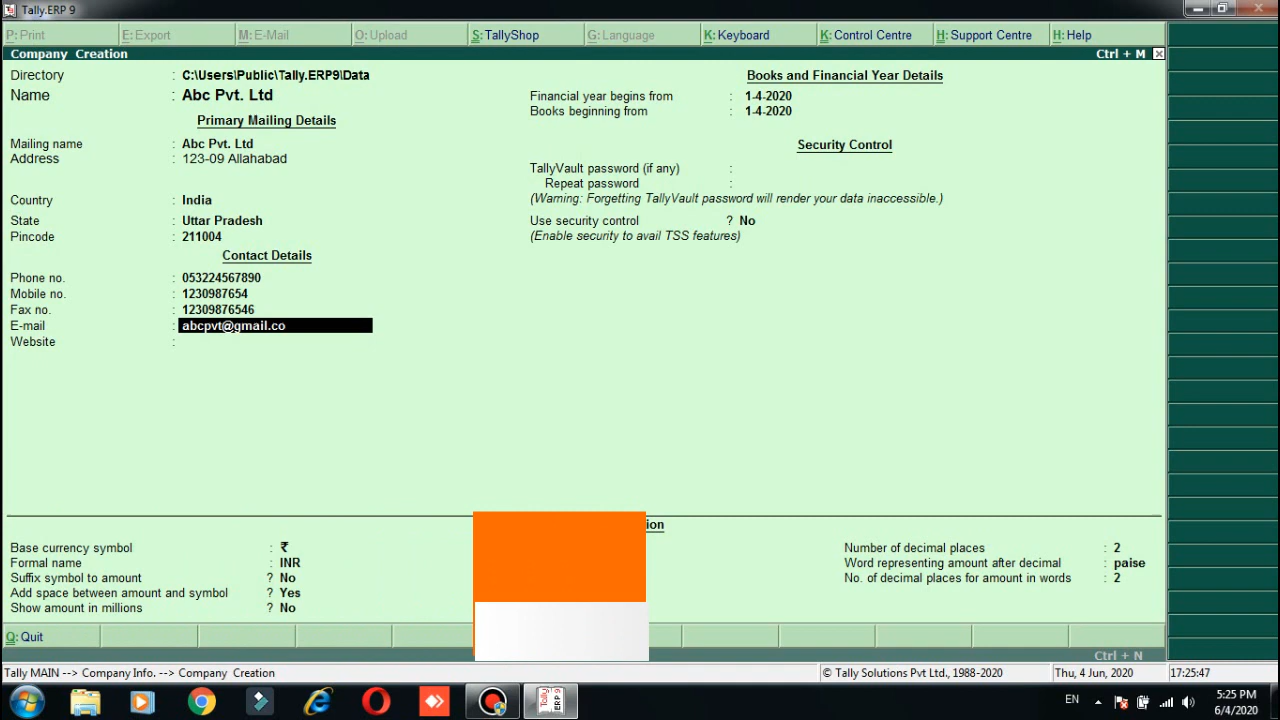 Tally.ERP 9
P: Print E: Export M: E-Mail O: Upload S: TallyShop G: Language K: Keyboard K: Control Centre H: Support Centre H: Help
Company Creation Ctrl + M
Directory : C:\Users\Public\Tally.ERP9\Data
Name : Abc Pvt. Ltd
Primary Mailing Details
Mailing name : Abc Pvt. Ltd
Address : 123-09 Allahabad
Country : India
State : Uttar Pradesh
Pincode : 211004
Contact Details
Phone no. : 053224567890
Mobile no. : 1230987654
Fax no. : 12309876546
E-mail : abcpvt@gmail.co
Website :
Books and Financial Year Details
Financial year begins from : 1-4-2020
Books beginning from : 1-4-2020
Security Control
TallyVault password (if any) :
Repeat password :
(Warning: Forgetting TallyVault password will render your data inaccessible.)
Use security control ? No
(Enable security to avail TSS features)
ion
Base currency symbol : ₹
Formal name : INR
Suffix symbol to amount ? No
Add space between amount and symbol ? Yes
Show amount in millions ? No
Number of decimal places : 2
Word representing amount after decimal : paise
No. of decimal places for amount in words : 2
Q: Quit
Ctrl + N
Tally MAIN --> Company Info. --> Company Creation © Tally Solutions Pvt Ltd., 1988-2020 Thu, 4 Jun, 2020 17:25:47
ERP 9
EN
5:25 PM
6/4/2020